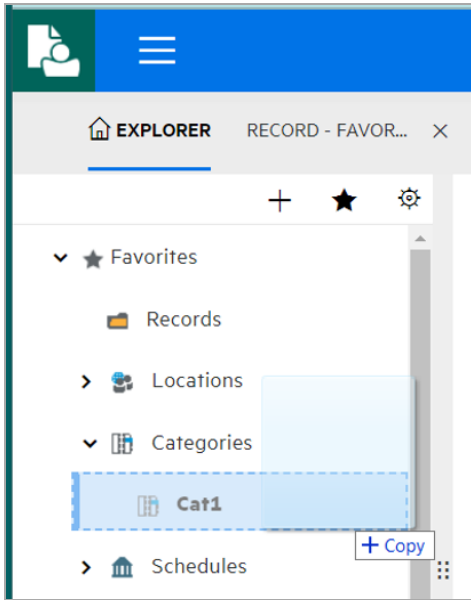 EXPLORER RECORD - FAVOR...
Favorites
Records
Locations
Categories
Cat1
Copy
Schedules